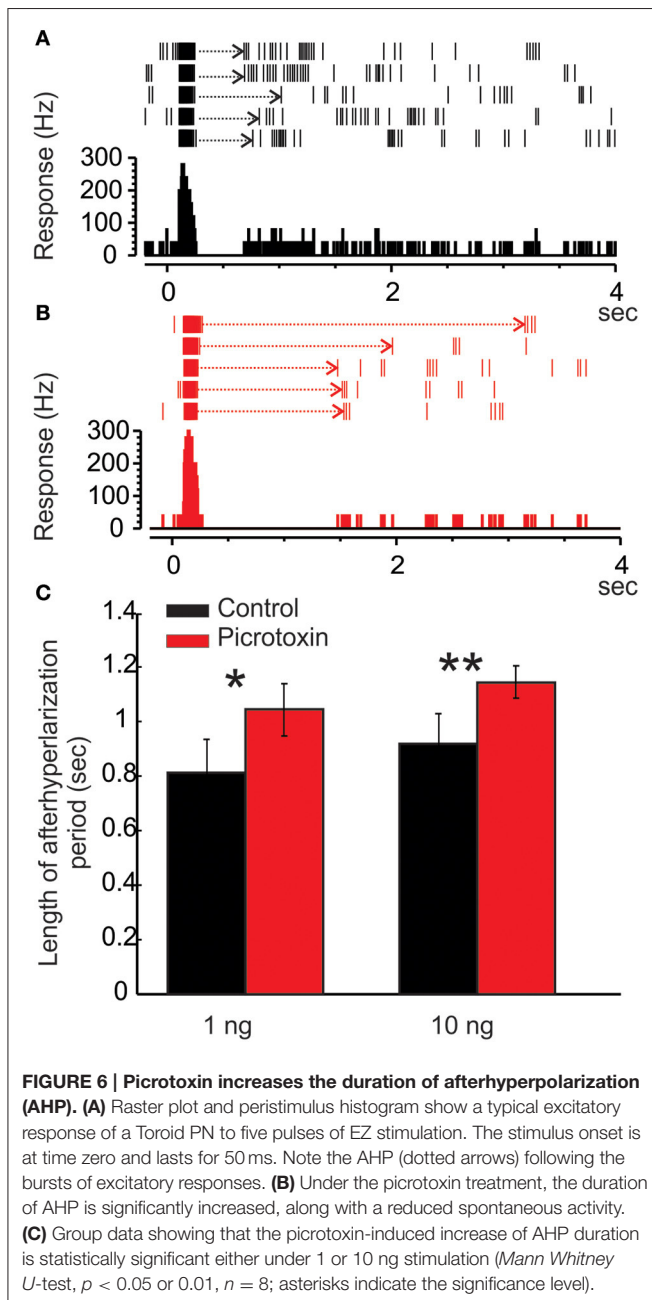 A
Response (Hz)
300
200
100
0
0
2
4
sec
B
Response (Hz)
300
200
100
0
0
2
4
sec
C
Length of afterhyperlarization
period (sec)
1.4
1.2
1
0.8
0.6
0.4
0.2
0
Control
Picrotoxin
*
**
1 ng
10 ng
FIGURE 6 | Picrotoxin increases the duration of afterhyperpolarization
(AHP). (A) Raster plot and peristimulus histogram show a typical excitatory
response of a Toroid PN to five pulses of EZ stimulation. The stimulus onset is
at time zero and lasts for 50 ms. Note the AHP (dotted arrows) following the
bursts of excitatory responses. (B) Under the picrotoxin treatment, the duration
of AHP is significantly increased, along with a reduced spontaneous activity.
(C) Group data showing that the picrotoxin-induced increase of AHP duration
is statistically significant either under 1 or 10 ng stimulation (Mann Whitney
U-test, p < 0.05 or 0.01, n = 8; asterisks indicate the significance level).